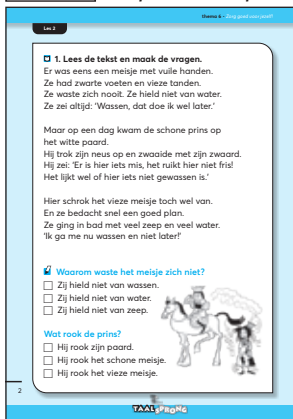 thema 6 - Zorg goed voor jezelf!
Les 2
1. Lees de tekst en maak de vragen.
Er was eens een meisje met vuile handen.
Ze had zwarte voeten en vieze tanden.
Ze waste zich nooit. Ze hield niet van water.
Ze zei altijd: 'Wassen, dat doe ik wel later.'
Maar op een dag kwam de schone prins op
het witte paard.
Hij trok zijn neus op en zwaaide met zijn zwaard.
Hij zei: 'Er is hier iets mis, het ruikt hier niet fris!
Het lijkt wel of hier iets niet gewassen is.'
Hier schrok het vieze meisje toch wel van.
En ze bedacht snel een goed plan.
Ze ging in bad met veel zeep en veel water.
'Ik ga me nu wassen en niet later!'
Waarom waste het meisje zich niet?
Zij hield niet van wassen.
Zij hield niet van water.
Zij hield niet van zeep.
Wat rook de prins?
Hij rook zijn paard.
Hij rook het schone meisje.
Hij rook het vieze meisje.
2
TAALSPRONG